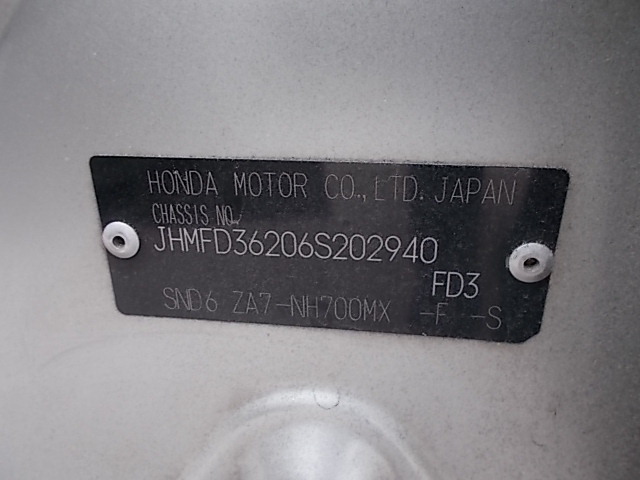 HONDA MOTOR CO.,LTD. JAPAN
CHASSIS NO.
JHMFD36206S202940
FD3
SND6 ZA7-NH700MX -F -S